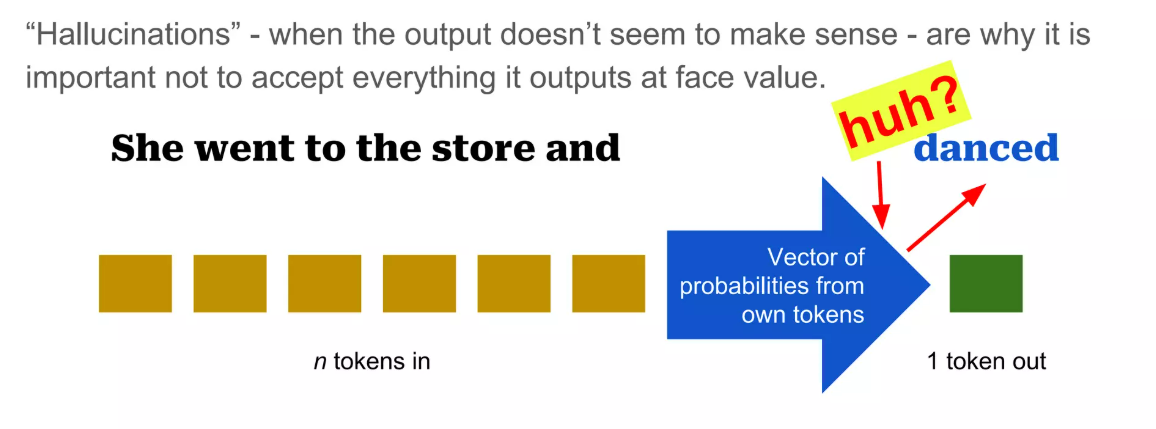 “Hallucinations” - when the output doesn’t seem to make sense - are why it is
important not to accept everything it outputs at face value.
huh?
She went to the store and
danced
Vector of
probabilities from
own tokens
n tokens in
1 token out